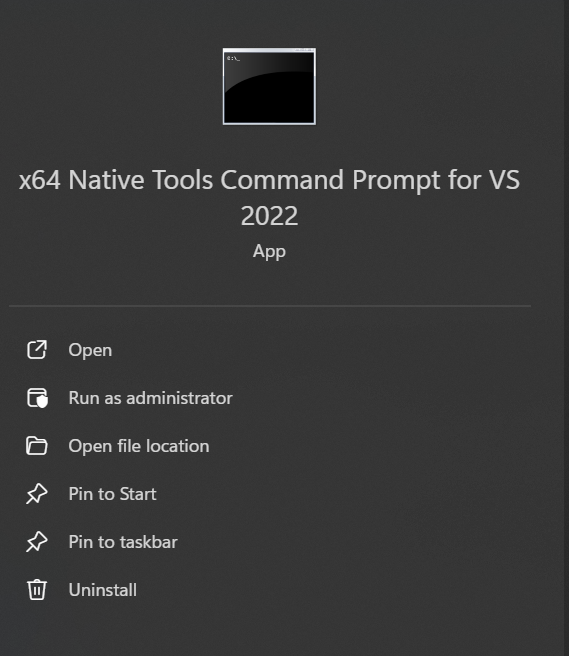 C:\_
x64 Native Tools Command Prompt for VS
2022
App
Open
Run as administrator
Open file location
Pin to Start
Pin to taskbar
Uninstall